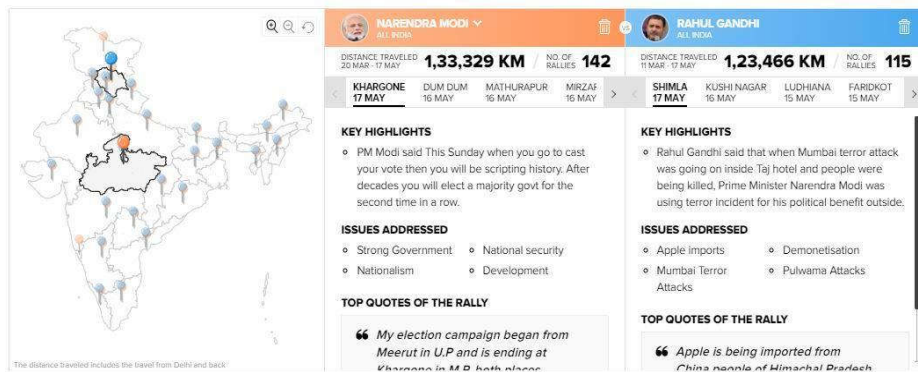 NARENDRA MODI
ALL INDIA
DISTANCE TRAVELED
20 MAR - 17 MAY
1,33,329 KM
NO. OF
RALLIES
142
KHARGONE
17 MAY
DUM DUM
16 MAY
MATHURAPUR
16 MAY
MIRZAP
16 MAY
KEY HIGHLIGHTS
PM Modi said This Sunday when you go to cast
your vote then you will be scripting history. After
decades you will elect a majority govt for the
second time in a row.
ISSUES ADDRESSED
Strong Government
National security
Nationalism
Development
TOP QUOTES OF THE RALLY
My election campaign began from
Meerut in U.P and is ending at
Khargone in M.P. both places
VS
RAHUL GANDHI
ALL INDIA
DISTANCE TRAVELED
11 MAR - 17 MAY
1,23,466 KM
NO. OF
RALLIES
115
SHIMLA
17 MAY
KUSHI NAGAR
16 MAY
LUDHIANA
15 MAY
FARIDKOT
15 MAY
KEY HIGHLIGHTS
Rahul Gandhi said that when Mumbai terror attack
was going on inside Taj hotel and people were
being killed, Prime Minister Narendra Modi was
using terror incident for his political benefit outside.
ISSUES ADDRESSED
Apple imports
Demonetisation
Mumbai Terror
Attacks
Pulwama Attacks
TOP QUOTES OF THE RALLY
Apple is being imported from
China people of Himachal Pradesh
The distance traveled includes the travel from Delhi and back